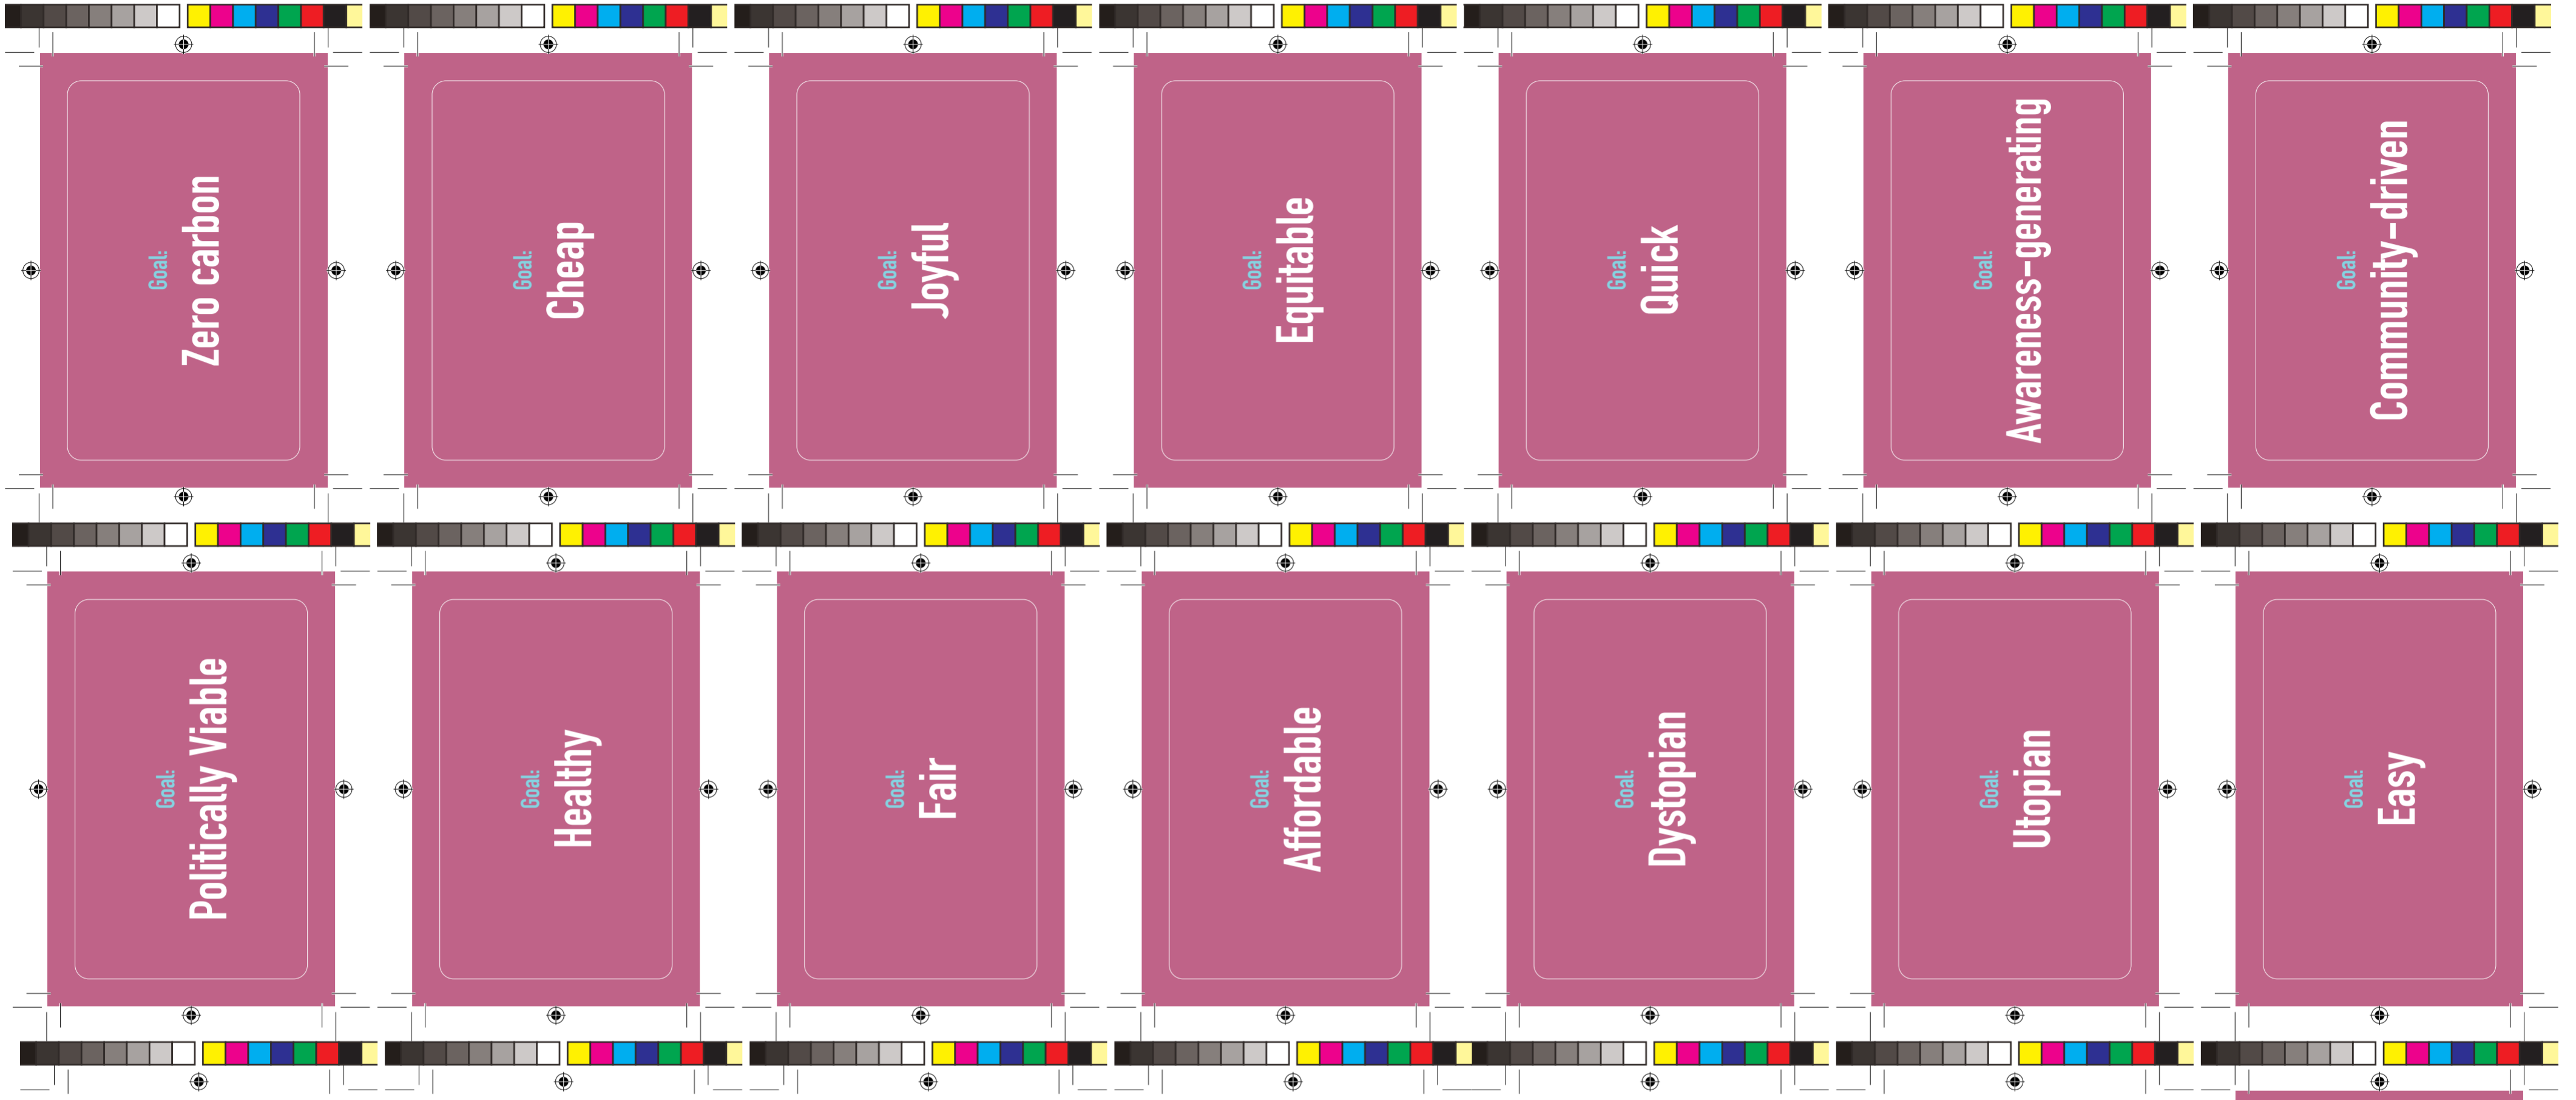 Goal:
Zero carbon
Goal:
Cheap
Goal:
Joyful
Goal:
Equitable
Goal:
Quick
Goal:
Awareness-generating
Goal:
Community-driven
Goal:
Politically Viable
Goal:
Healthy
Goal:
Fair
Goal:
Affordable
Goal:
Dystopian
Goal:
Utopian
Goal:
Easy